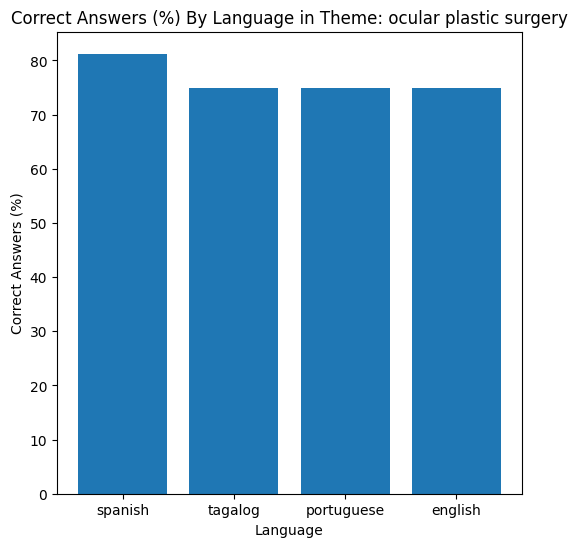 Correct Answers (%) By Language in Theme: ocular plastic surgery
Correct Answers (%)
80
70
60
50
40
30
20
10
0
spanish tagalog portuguese english
Language